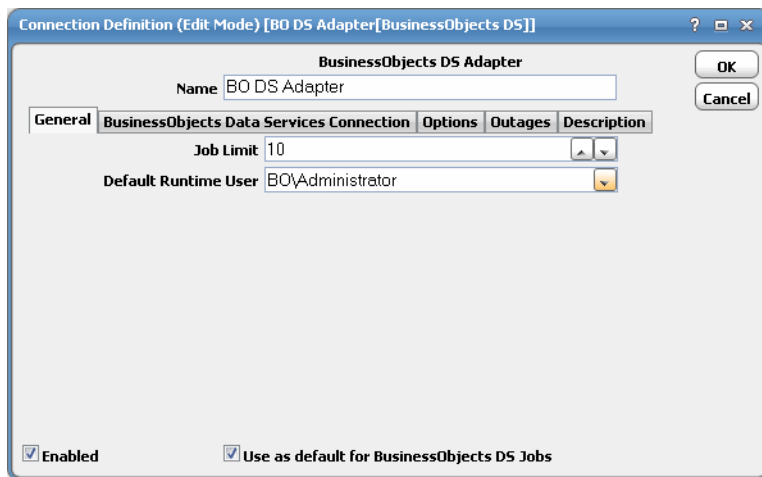 Connection Definition (Edit Mode) [BO DS Adapter[BusinessObjects DS]]
BusinessObjects DS Adapter
OK
Name BO DS Adapter
Cancel
General BusinessObjects Data Services Connection Options Outages Description
Job Limit 10
Default Runtime User BO\Administrator
Enabled Use as default for BusinessObjects DS Jobs